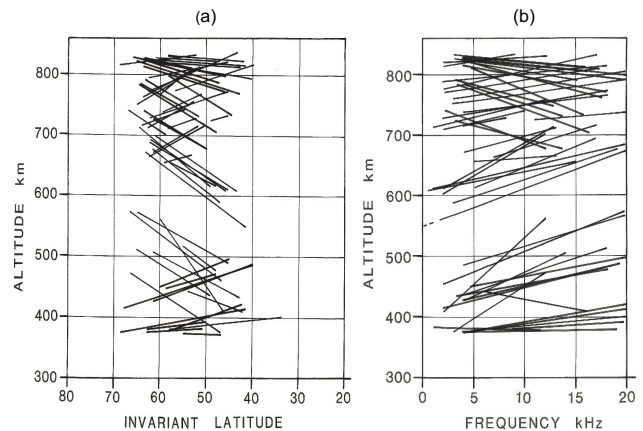 (a)
(b)
ALTITUDE km
800
700
600
500
400
300
80 70 60 50 40 30 20
INVARIANT LATITUDE
ALTITUDE km
800
700
600
500
400
300
0 5 10 15 20
FREQUENCY kHz